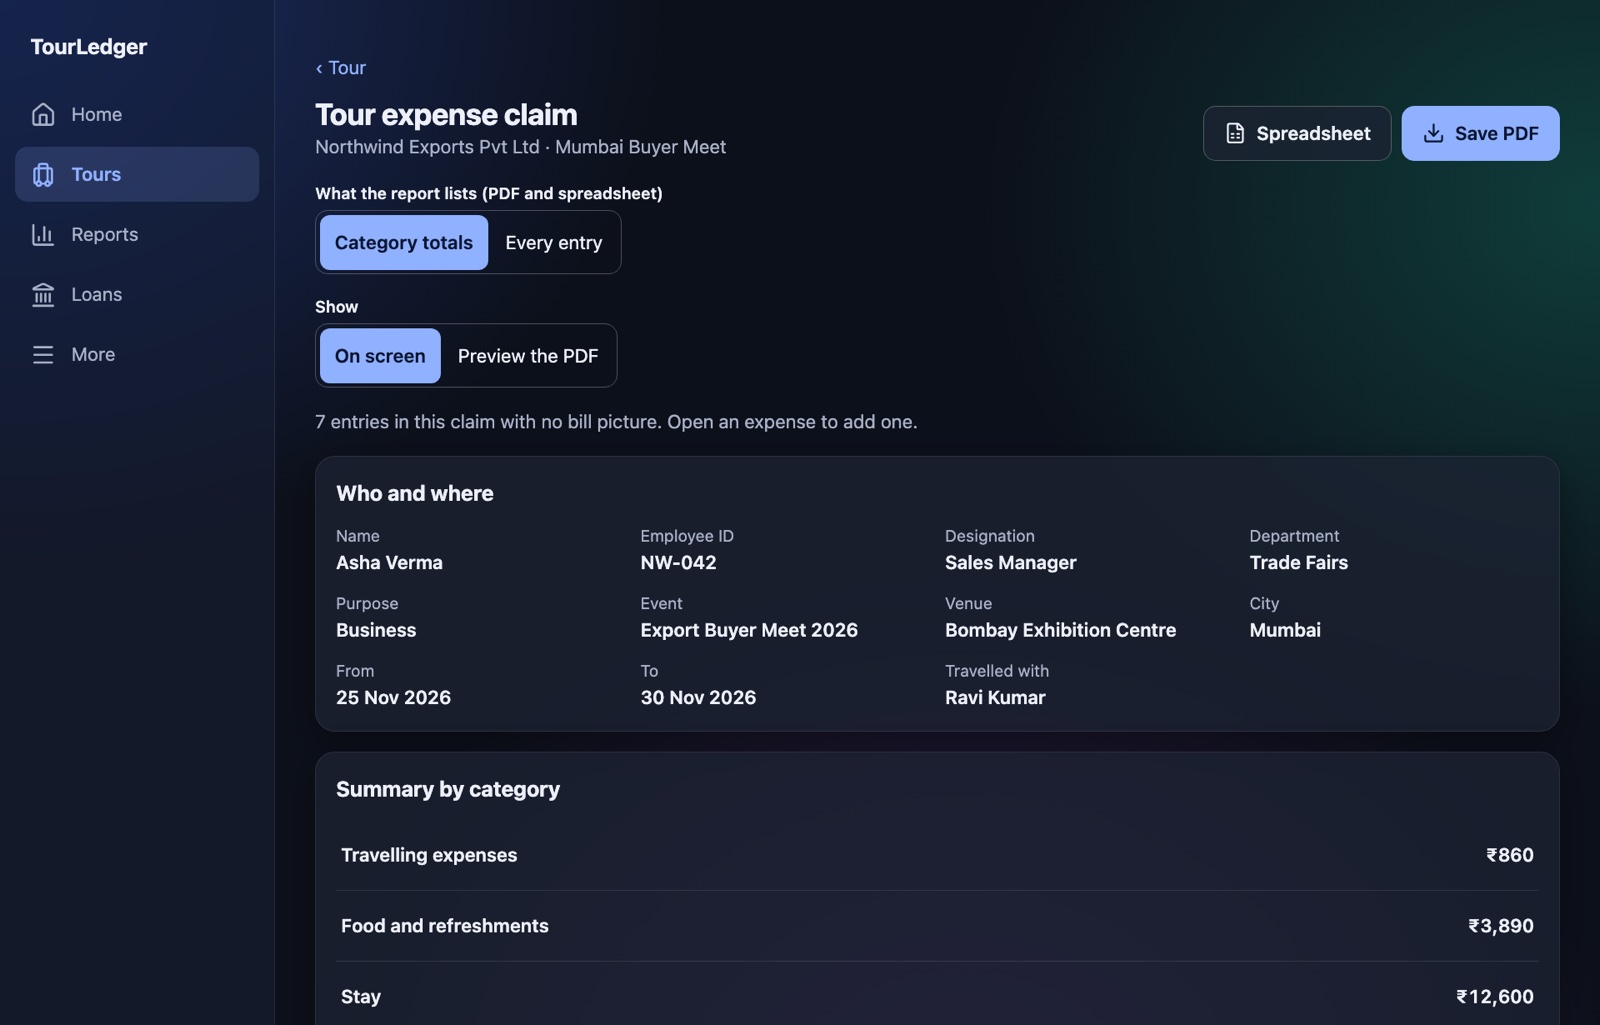 TourLedger
Home
Tours
Reports
Loans
More
‹ Tour
Tour expense claim
Northwind Exports Pvt Ltd · Mumbai Buyer Meet
Spreadsheet
Save PDF
What the report lists (PDF and spreadsheet)
Category totals Every entry
Show
On screen Preview the PDF
7 entries in this claim with no bill picture. Open an expense to add one.
Who and where
Name Employee ID Designation Department
Asha Verma NW-042 Sales Manager Trade Fairs
Purpose Event Venue City
Business Export Buyer Meet 2026 Bombay Exhibition Centre Mumbai
From To Travelled with
25 Nov 2026 30 Nov 2026 Ravi Kumar
Summary by category
Travelling expenses ₹860
Food and refreshments ₹3,890
Stay ₹12,600